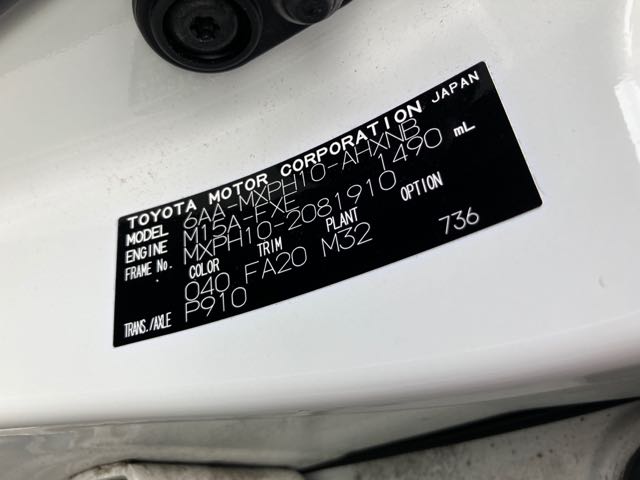 TOYOTA MOTOR CORPORATION JAPAN
MODEL 6AA-MXPH10-AHXNB
ENGINE M15A-FXE 1490 mL
FRAME No. MXPH10-2081910
COLOR TRIM PLANT OPTION
040 FA20 M32 736
TRANS./AXLE P910